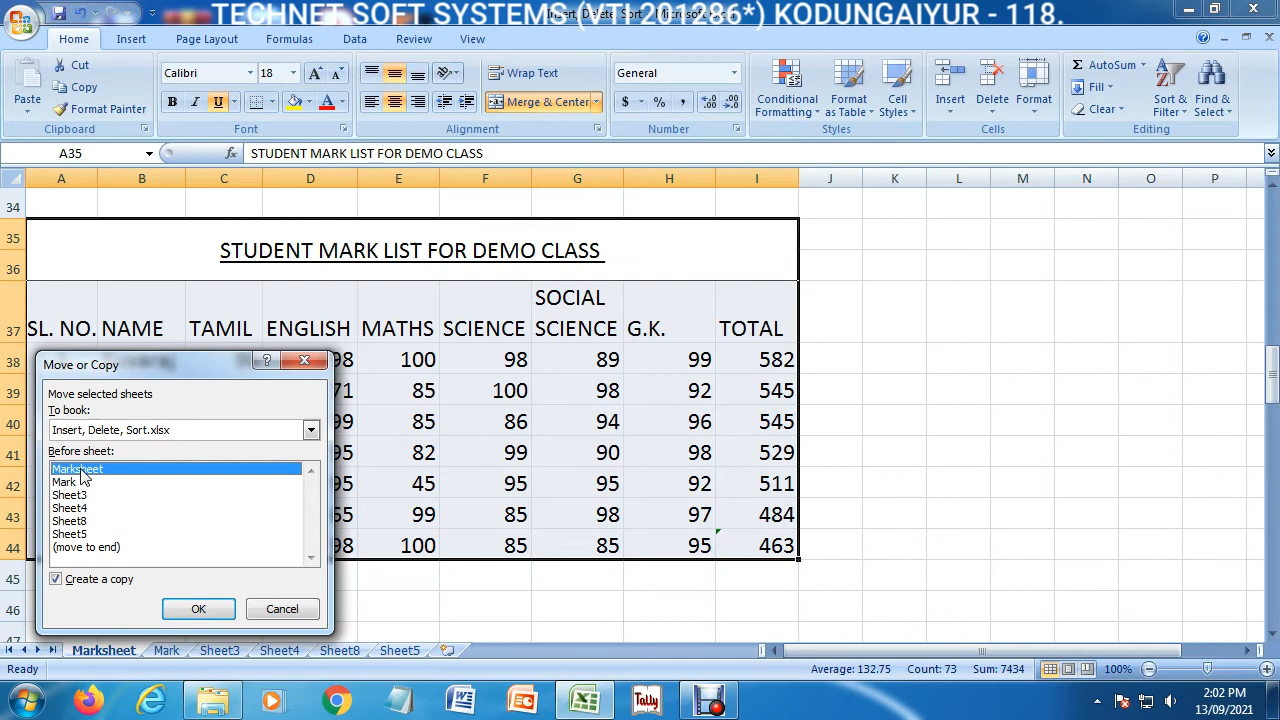 TECHNET SOFT SYSTEMS (WI 201286*) KODUNGAIYUR - 118.
Home Insert Page Layout Formulas Data Review View
Cut
Copy
Format Painter
Paste
Clipboard
Calibri 18
B I U
Font
Wrap Text
Merge & Center
Alignment
General
$ % ,
Number
Conditional Formatting
Format as Table
Cell Styles
Styles
Insert Delete Format
Cells
AutoSum
Fill
Clear
Sort & Filter
Find & Select
Editing
A35 fx STUDENT MARK LIST FOR DEMO CLASS
A B C D E F G H I J K L M N O P
34
35
36
STUDENT MARK LIST FOR DEMO CLASS
37 SL. NO. NAME TAMIL ENGLISH MATHS SCIENCE SOCIAL SCIENCE G.K. TOTAL
38 98 100 98 89 99 582
39 71 85 100 98 92 545
40 99 85 86 94 96 545
41 95 82 99 90 98 529
42 95 45 95 95 92 511
43 65 99 85 98 97 484
44 98 100 85 85 95 463
45
46
47
Move or Copy
Move selected sheets
To book:
Insert, Delete, Sort.xlsx
Before sheet:
Marksheet
Mark
Sheet3
Sheet4
Sheet8
Sheet5
(move to end)
Create a copy
OK Cancel
Marksheet Mark Sheet3 Sheet4 Sheet8 Sheet5
Ready Average: 132.75 Count: 73 Sum: 7434 100%
Tally
2:02 PM
13/09/2021